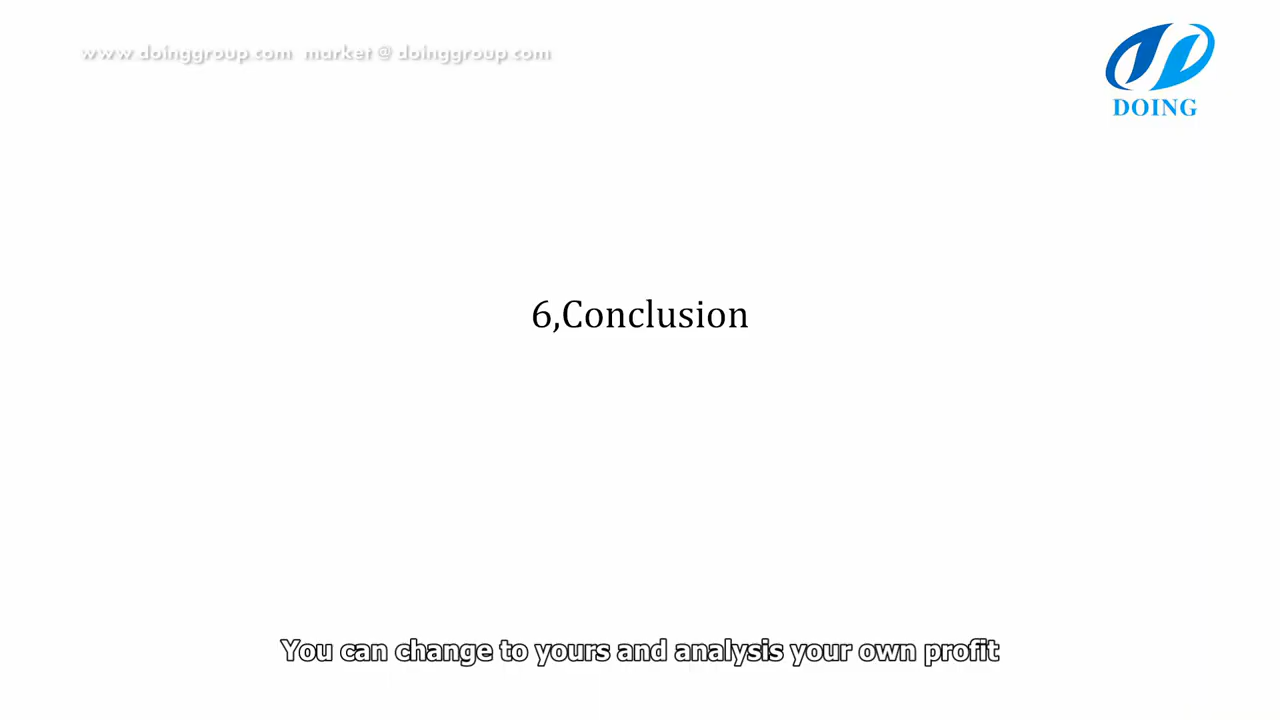 www.doinggroup.com market@doinggroup.com
DOING
6,Conclusion
You can change to yours and analysis your own profit